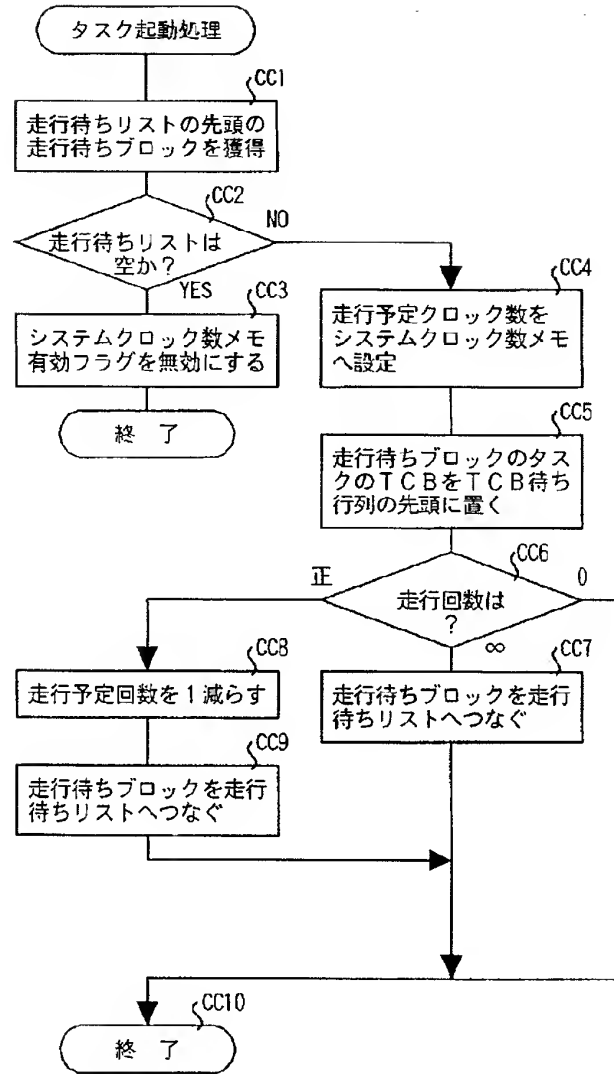 タスク起動処理
CC1
走行待ちリストの先頭の
走行待ちブロックを獲得
CC2
走行待ちリストは
空か?
NO
YES
CC3
システムクロック数メモ
有効フラグを無効にする
終 了
CC4
走行予定クロック数を
システムクロック数メモ
へ設定
CC5
走行待ちブロックのタス
クのTCBをTCB待ち
行列の先頭に置く
CC6
走行回数は
?
正
0
∞
CC7
走行待ちブロックを走行
待ちリストへつなぐ
CC8
走行予定回数を1減らす
CC9
走行待ちブロックを走行
待ちリストへつなぐ
CC10
終 了